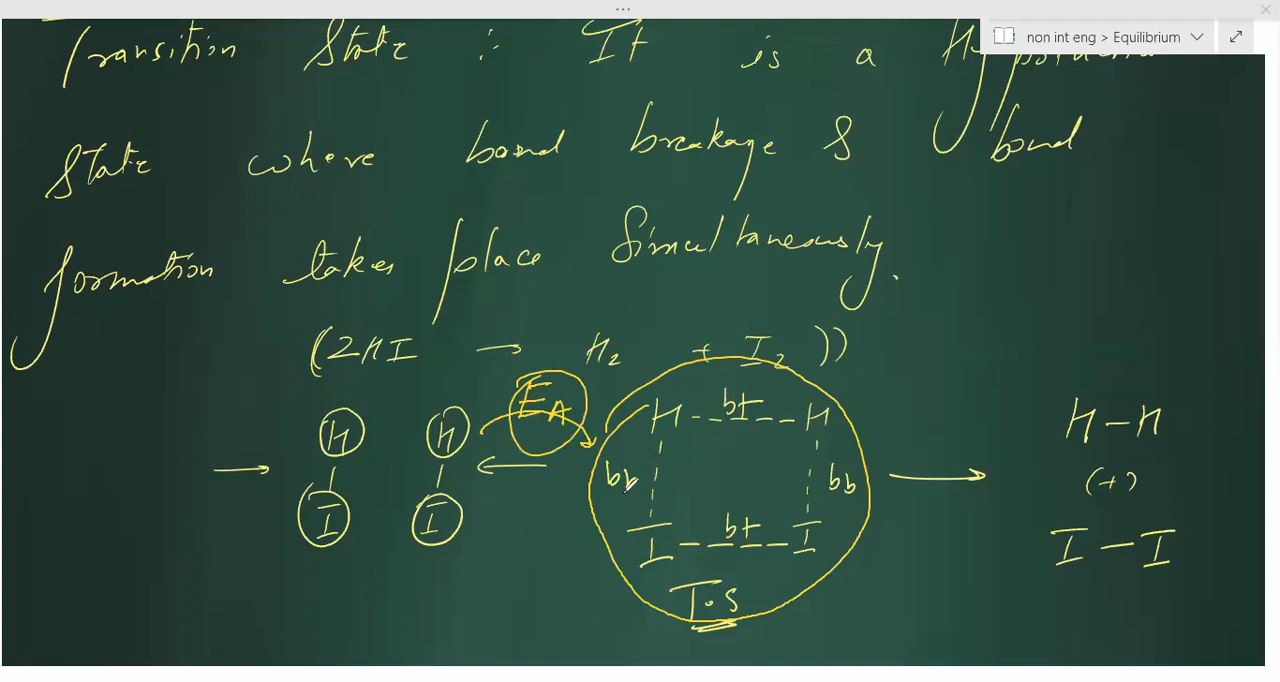 non int eng > Equilibrium
Transition State : It is a
State where bond breakage & bond
formation takes place Simultaneously.
(2HI → H2 + I2))
EA
H - - - bf - - - H
H H
H - H
bb bb
(+)
I I
I - - - bf - - - I
I - I
T.S